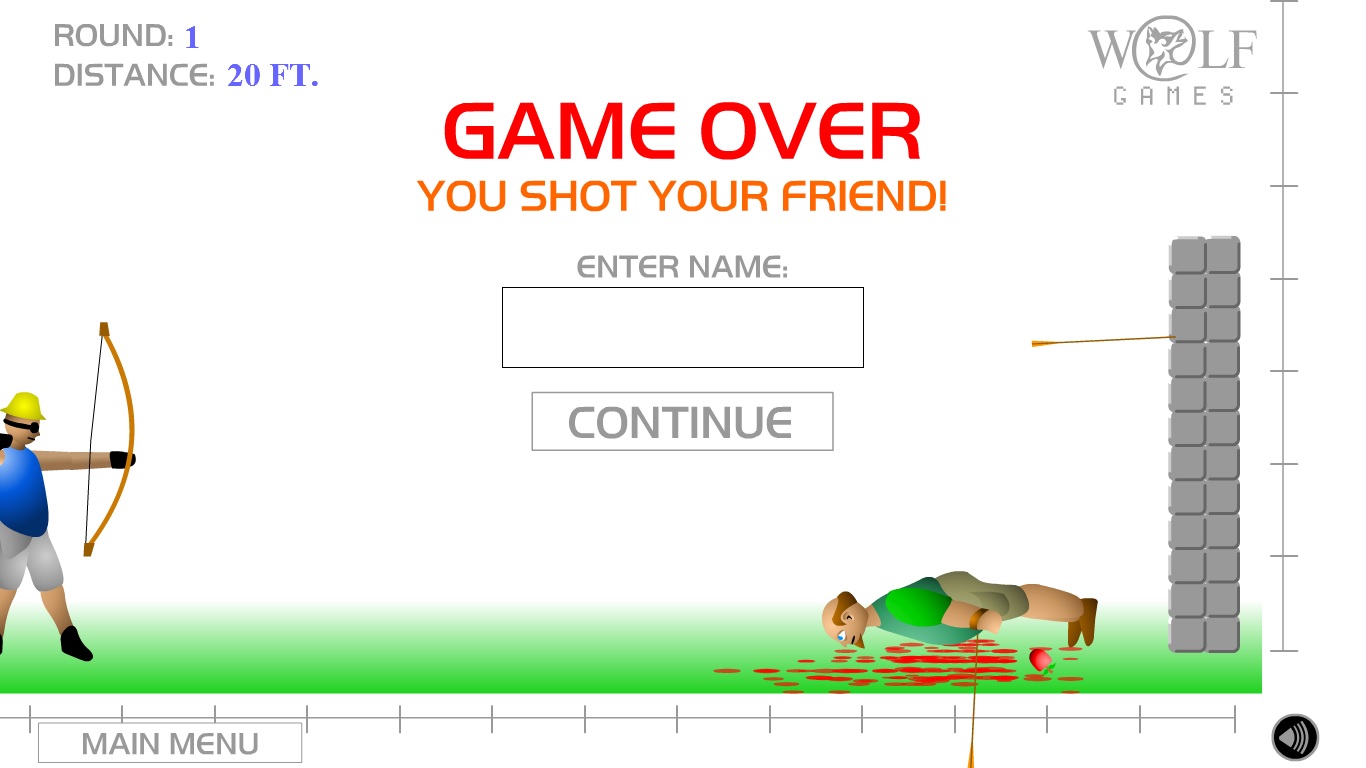 ROUND: 1
DISTANCE: 20 FT.
WOLF
GAMES
GAME OVER
YOU SHOT YOUR FRIEND!
ENTER NAME:
CONTINUE
MAIN MENU